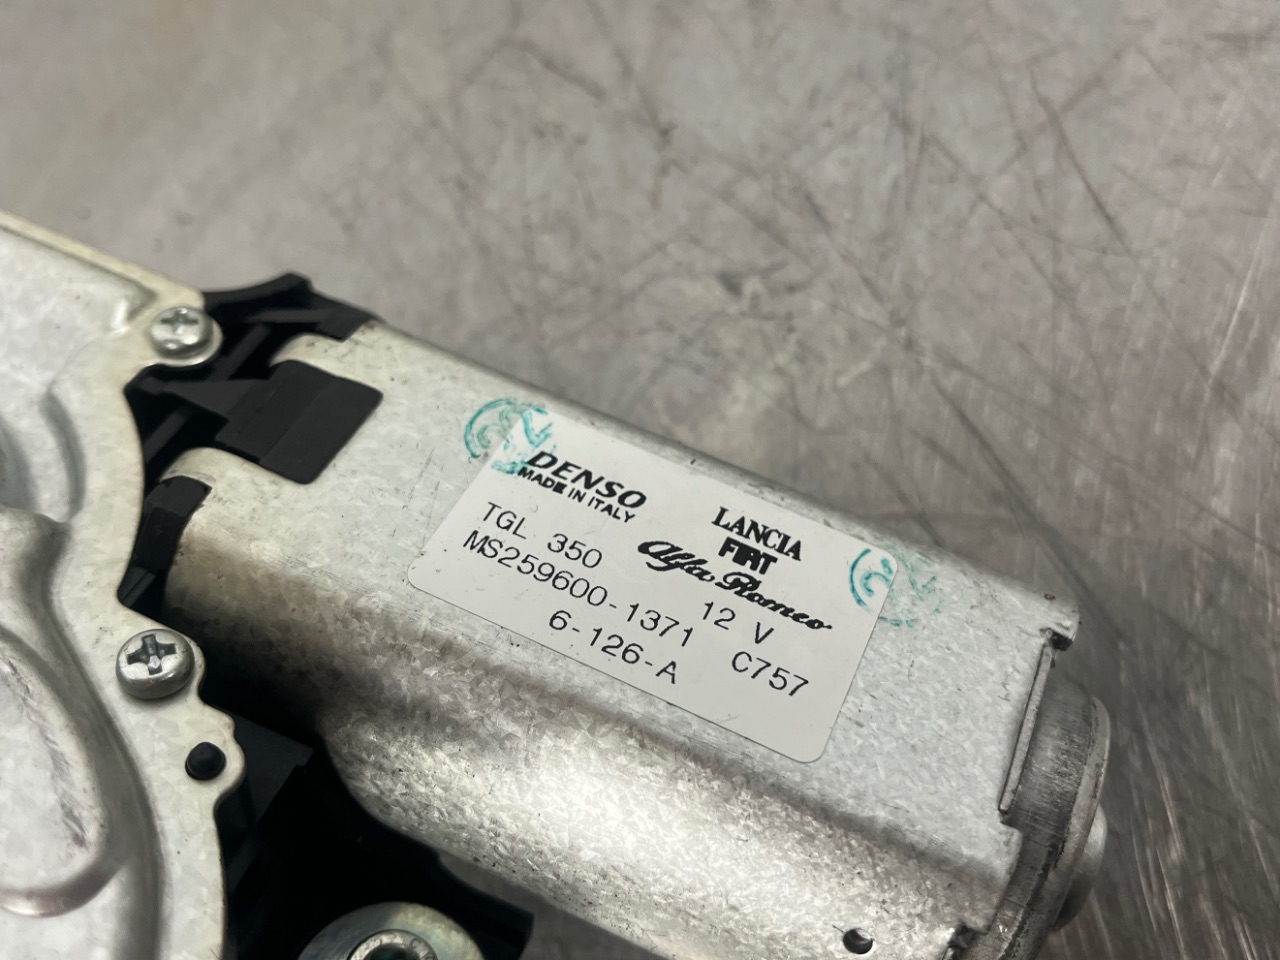 DENSO
MADE IN ITALY
LANCIA
FIAT
Alfa Romeo
TGL 350
12 V
MS259600-1371
C757
6-126-A